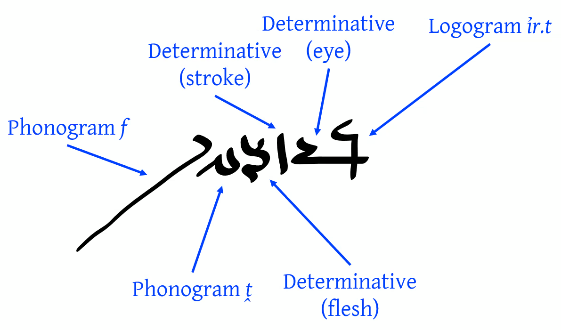 Determinative
(eye)
Logogram ỉr.t
Determinative
(stroke)
Phonogram f
Phonogram ṱ
Determinative
(flesh)